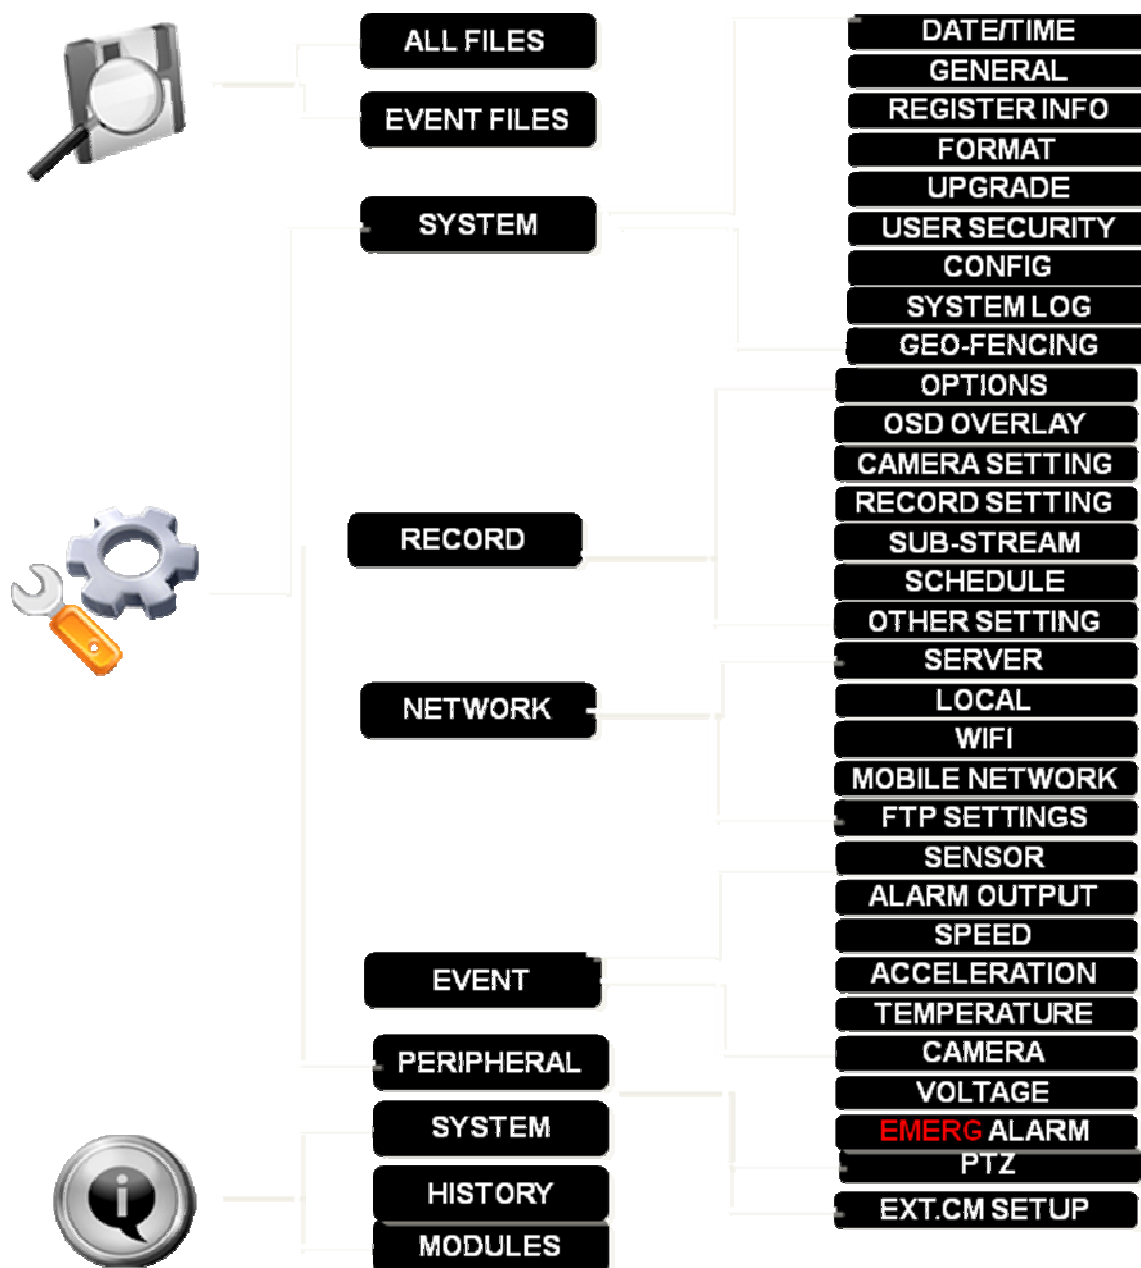 ALL FILES
EVENT FILES
SYSTEM
RECORD
NETWORK
EVENT
PERIPHERAL
SYSTEM
HISTORY
MODULES
DATE/TIME
GENERAL
REGISTER INFO
FORMAT
UPGRADE
USER SECURITY
CONFIG
SYSTEM LOG
GEO-FENCING
OPTIONS
OSD OVERLAY
CAMERA SETTING
RECORD SETTING
SUB-STREAM
SCHEDULE
OTHER SETTING
SERVER
LOCAL
WIFI
MOBILE NETWORK
FTP SETTINGS
SENSOR
ALARM OUTPUT
SPEED
ACCELERATION
TEMPERATURE
CAMERA
VOLTAGE
EMERG ALARM
PTZ
EXT.CM SETUP